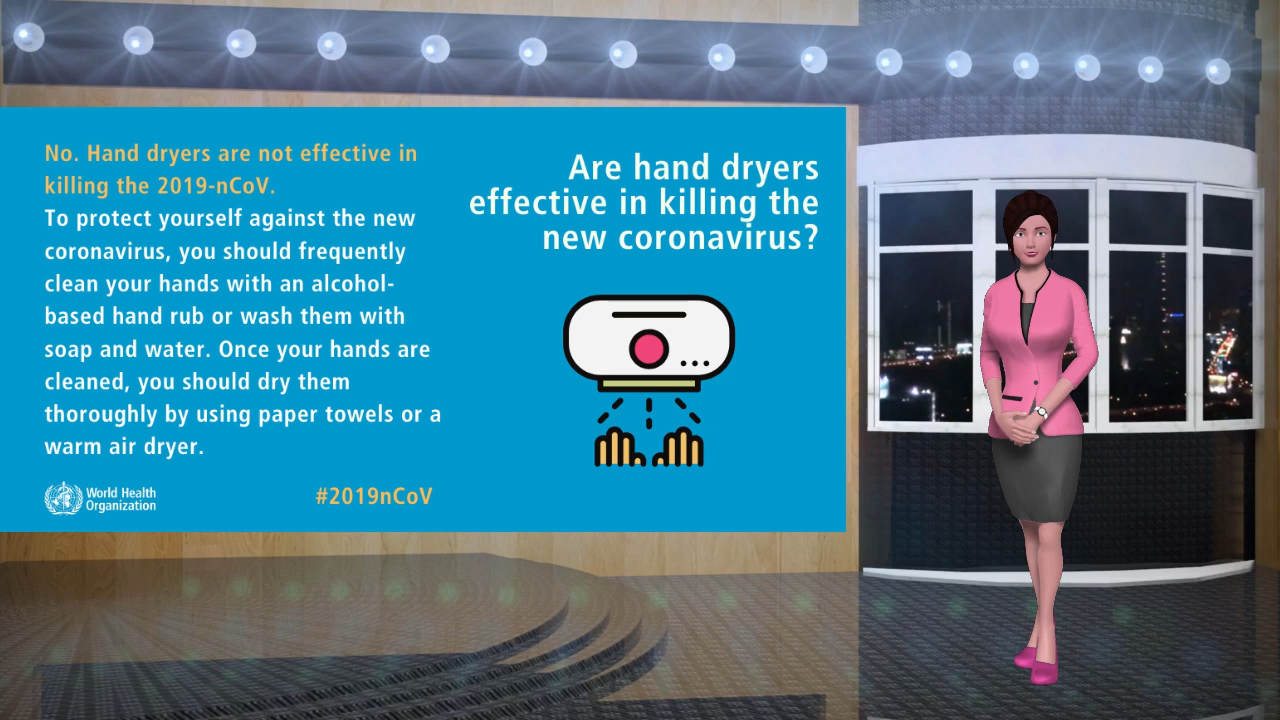 No. Hand dryers are not effective in
killing the 2019-nCoV.
To protect yourself against the new
coronavirus, you should frequently
clean your hands with an alcohol-
based hand rub or wash them with
soap and water. Once your hands are
cleaned, you should dry them
thoroughly by using paper towels or a
warm air dryer.
World Health
Organization
#2019nCoV
Are hand dryers
effective in killing the
new coronavirus?